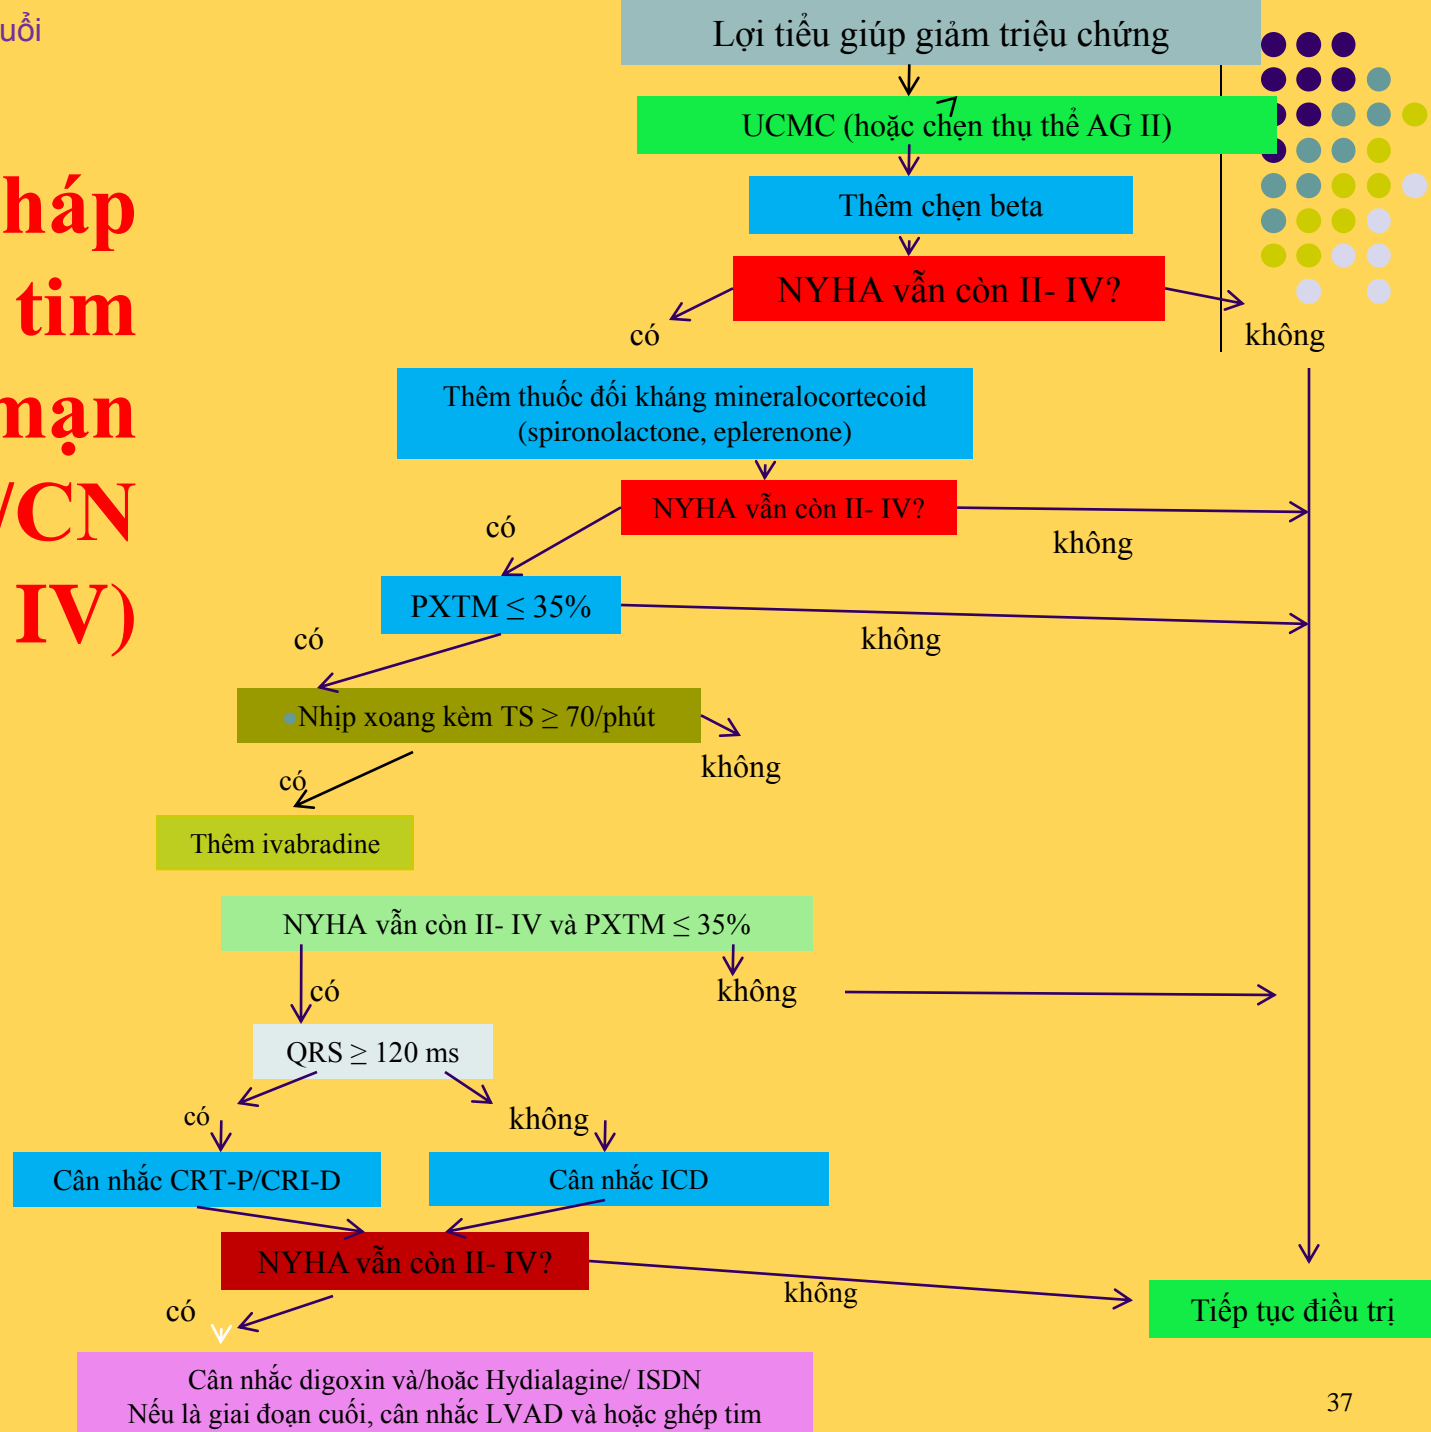 uổi
háp
tim
mạn
/CN
IV)
Lợi tiểu giúp giảm triệu chứng
UCMC (hoặc chẹn thụ thể AG II)
Thêm chẹn beta
NYHA vẫn còn II- IV?
có
không
Thêm thuốc đối kháng mineralocortecoid
(spironolactone, eplerenone)
NYHA vẫn còn II- IV?
có
không
PXTM ≤ 35%
có
không
Nhịp xoang kèm TS ≥ 70/phút
có
không
Thêm ivabradine
NYHA vẫn còn II- IV và PXTM ≤ 35%
có
không
QRS ≥ 120 ms
có
không
Cân nhắc CRT-P/CRI-D
Cân nhắc ICD
NYHA vẫn còn II- IV?
có
không
Tiếp tục điều trị
Cân nhắc digoxin và/hoăc Hydialagine/ ISDN
Nếu là giai đoạn cuối, cân nhắc LVAD và hoặc ghép tim
37